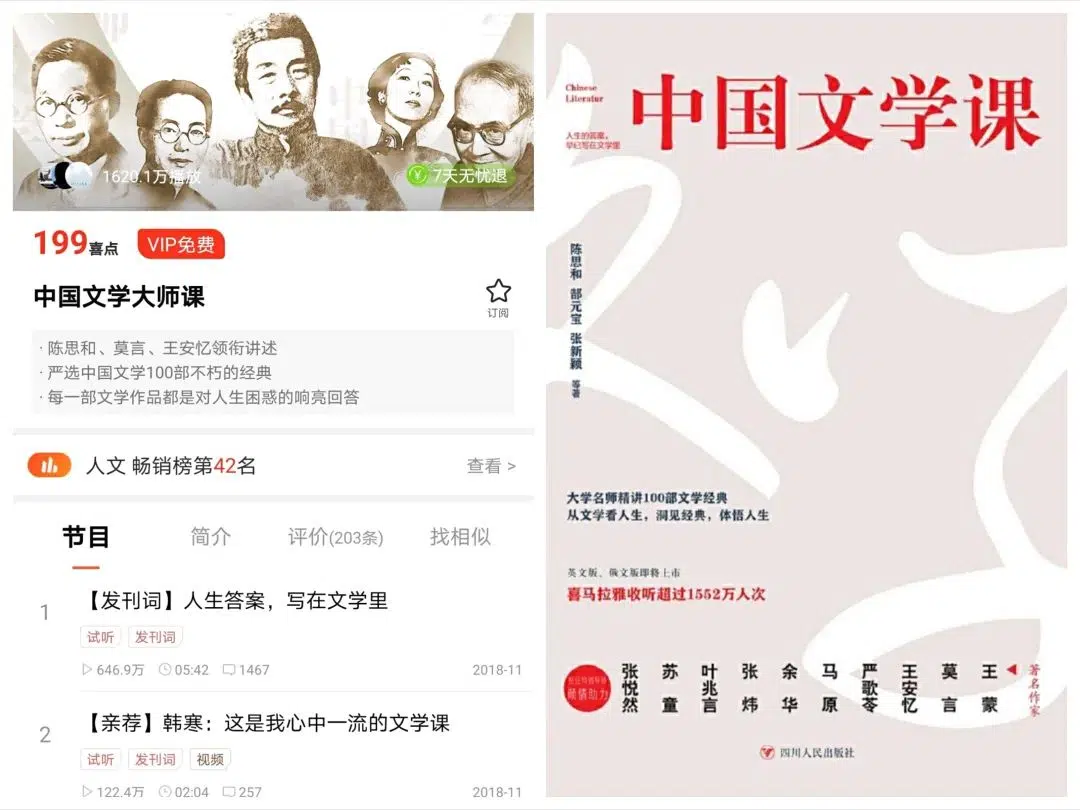 1620.1万播放
7天无忧退
199喜点
VIP免费
中国文学大师课
订阅
·陈思和、莫言、王安忆领衔讲述
·严选中国文学100部不朽的经典
·每一部文学作品都是对人生困惑的响亮回答
人文 畅销榜第42名
查看 >
节目
简介
评价(203条)
找相似
1
【发刊词】人生答案，写在文学里
试听
发刊词
646.9万
05:42
1467
2018-11
2
【亲荐】韩寒：这是我心中一流的文学课
试听
发刊词
视频
122.4万
02:04
257
2018-11
Chinese
Literatur
中国文学课
人生的答案，
早已写在文学里
陈思和 郜元宝 张新颖 等著
大学名师精讲100部文学经典
从文学看人生，洞见经典，体悟人生
英文版、俄文版即将上市
喜马拉雅收听超过1552万人次
著名作家
王蒙
莫言
王安忆
严歌苓
马原
余华
张炜
叶兆言
苏童
张悦然
倾情助力
四川人民出版社